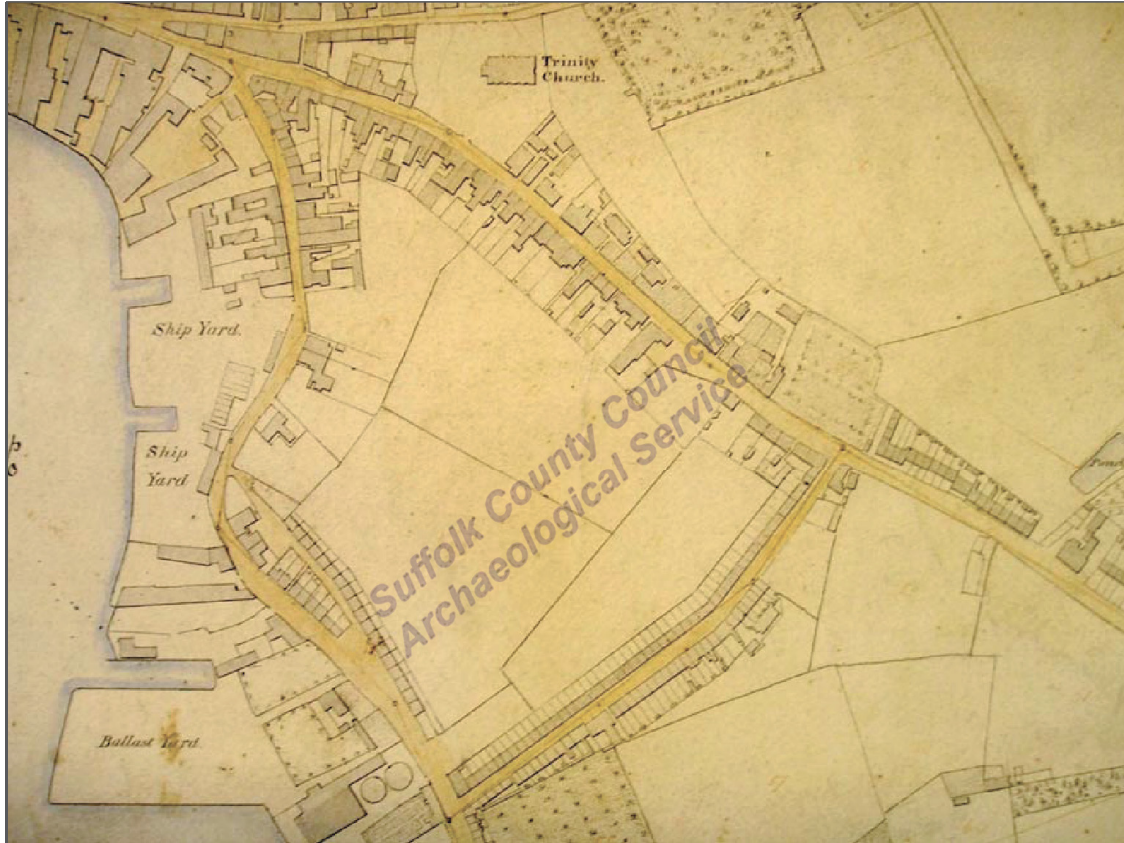 Trinity
Church.
Ship Yard.
Ship
Yard
Suffolk County Council
Archaeological Service
Ballast Yard.